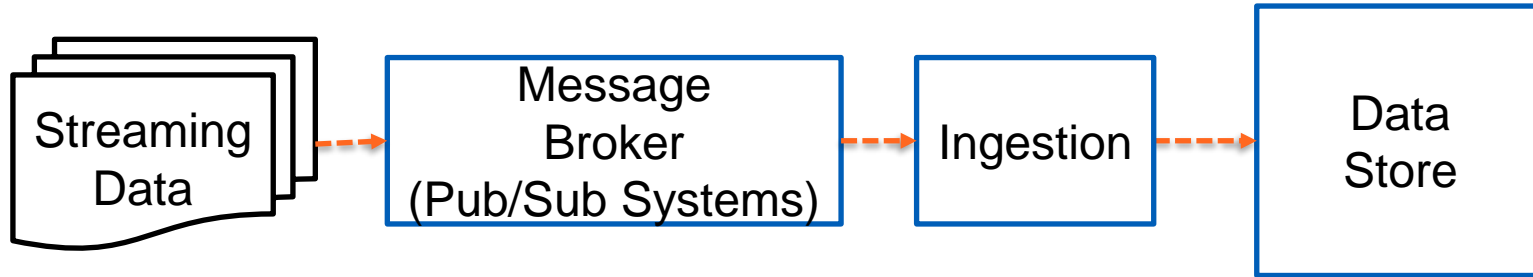 Streaming
Data
Message
Broker
(Pub/Sub Systems)
Ingestion
Data
Store